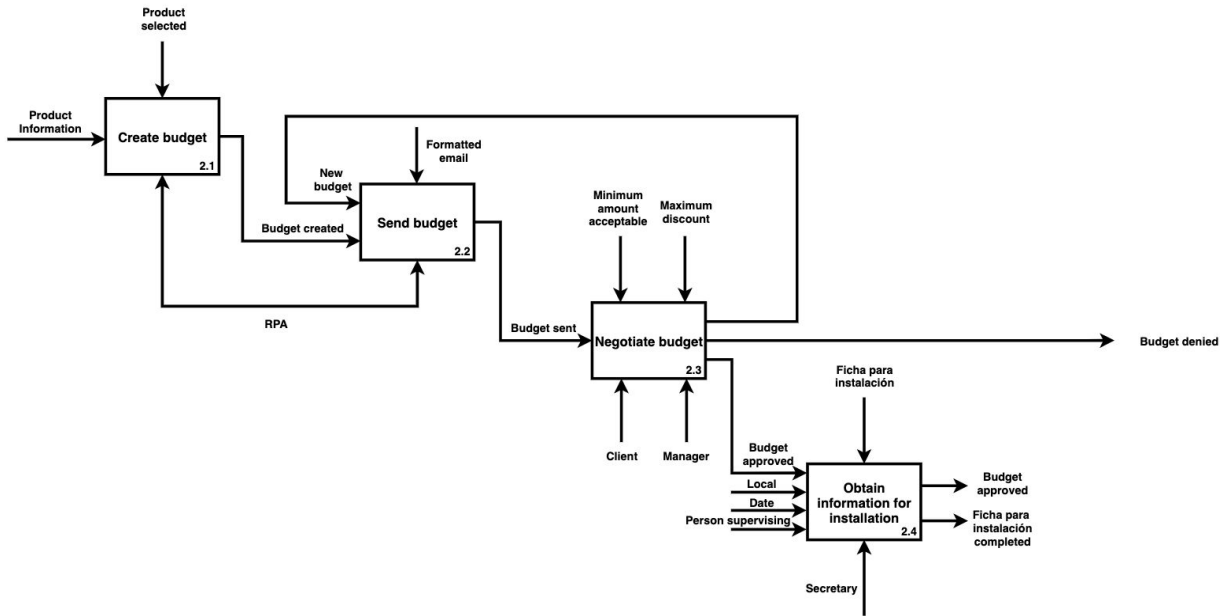 Product
selected
Product
Information
Create budget
2.1
Formatted
email
New
budget
Send budget
2.2
Budget created
RPA
Minimum
amount
acceptable
Maximum
discount
Budget sent
Negotiate budget
2.3
Budget denied
Client
Manager
Ficha para
instalación
Budget
approved
Local
Date
Person supervising
Obtain
information for
installation
2.4
Budget
approved
Ficha para
instalación
completed
Secretary